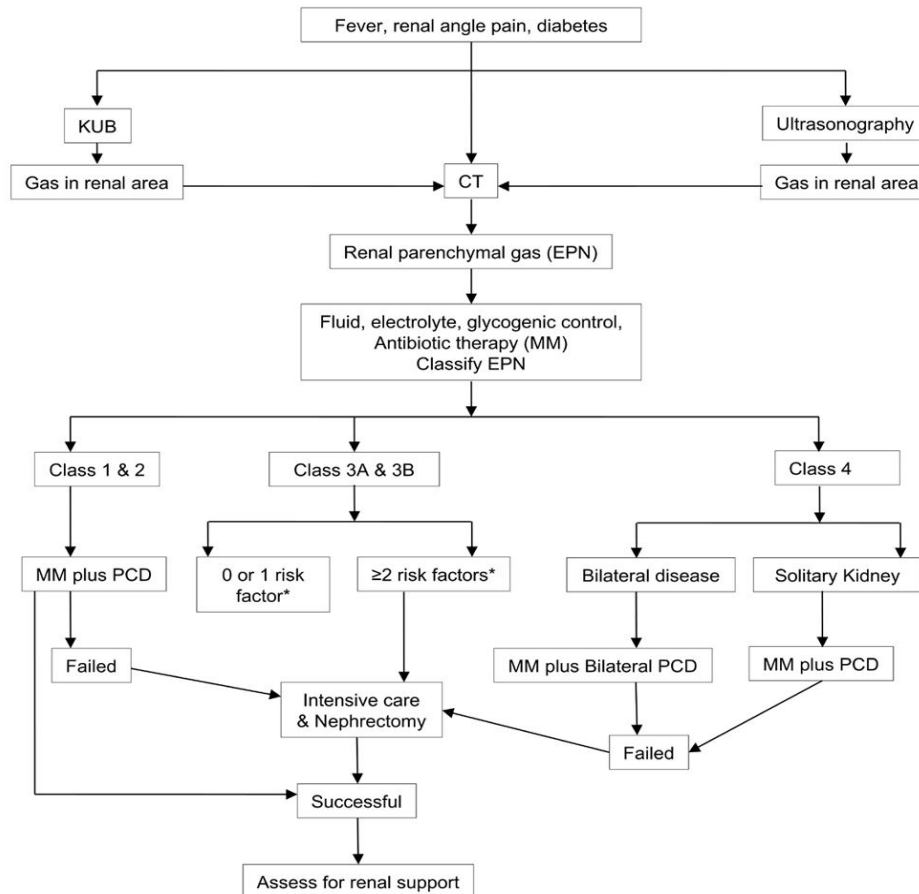 Fever, renal angle pain, diabetes
KUB
Ultrasonography
Gas in renal area
CT
Gas in renal area
Renal parenchymal gas (EPN)
Fluid, electrolyte, glycogenic control,
Antibiotic therapy (MM)
Classify EPN
Class 1 & 2
Class 3A & 3B
Class 4
MM plus PCD
0 or 1 risk
factor*
≥2 risk factors*
Bilateral disease
Solitary Kidney
Failed
MM plus Bilateral PCD
MM plus PCD
Intensive care
& Nephrectomy
Failed
Successful
Assess for renal support